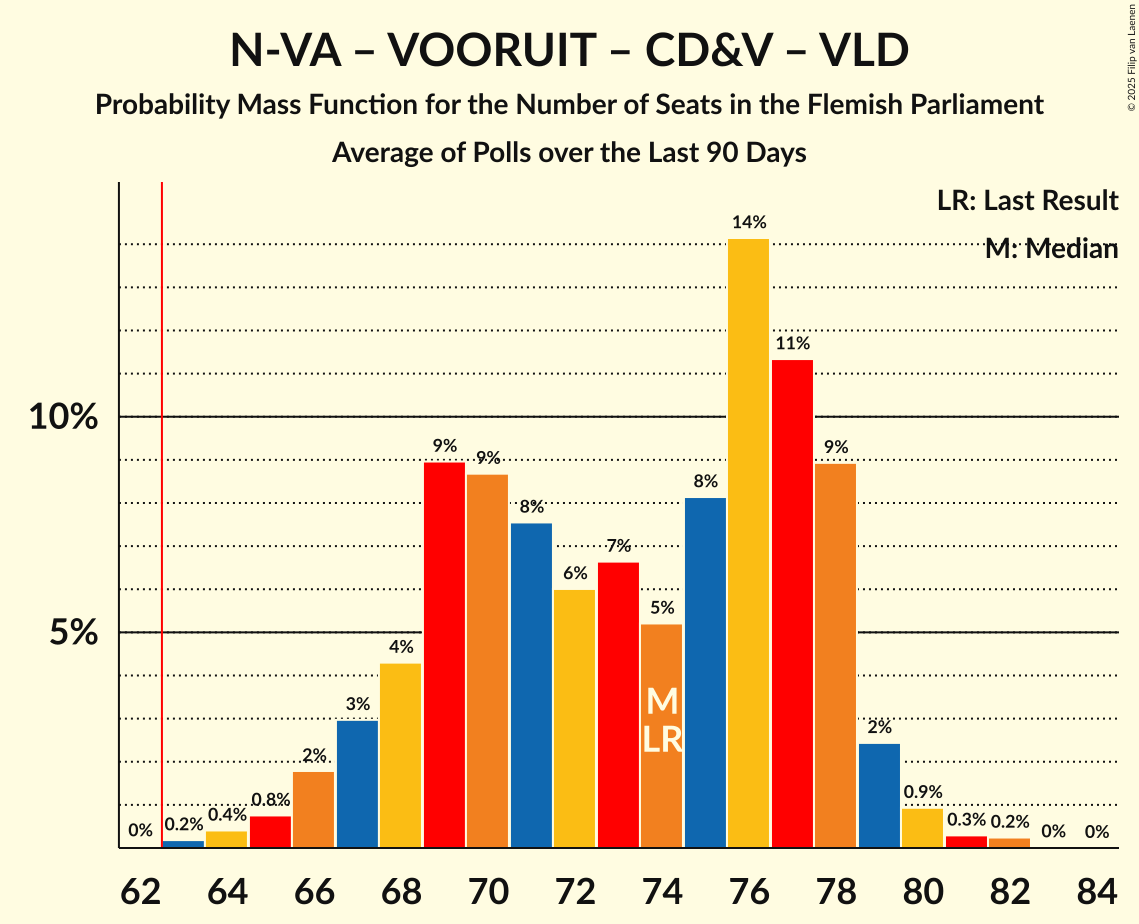 N-VA – VOORUIT – CD&V – VLD
Probability Mass Function for the Number of Seats in the Flemish Parliament
Average of Polls over the Last 90 Days
© 2025 Filip van Laenen
LR: Last Result
M: Median
10%
5%
0%
0.2%
0.4%
0.8%
2%
3%
4%
9%
9%
8%
6%
7%
5%
8%
14%
11%
9%
2%
0.9%
0.3%
0.2%
0%
0%
M
LR
62 64 66 68 70 72 74 76 78 80 82 84